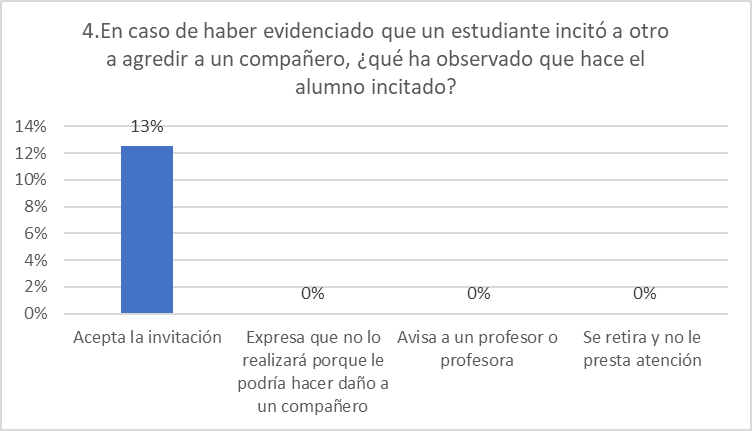 4.En caso de haber evidenciado que un estudiante incitó a otro
a agredir a un compañero, ¿qué ha observado que hace el
alumno incitado?
14%
12%
10%
8%
6%
4%
2%
0%
13%
0%
0%
0%
Acepta la invitación
Expresa que no lo
realizará porque le
podría hacer daño a
un compañero
Avisa a un profesor o
profesora
Se retira y no le
presta atención